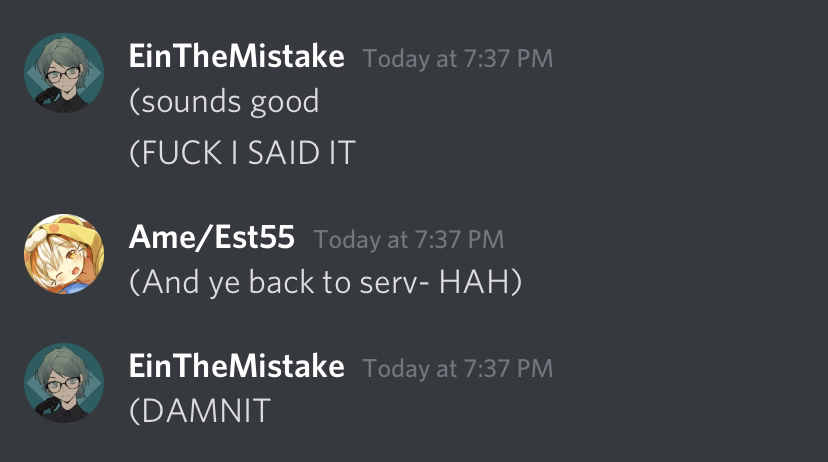 EinTheMistake Today at 7:37 PM
(sounds good
(FUCK I SAID IT
Ame/Est55 Today at 7:37 PM
(And ye back to serv- HAH)
EinTheMistake Today at 7:37 PM
(DAMNIT